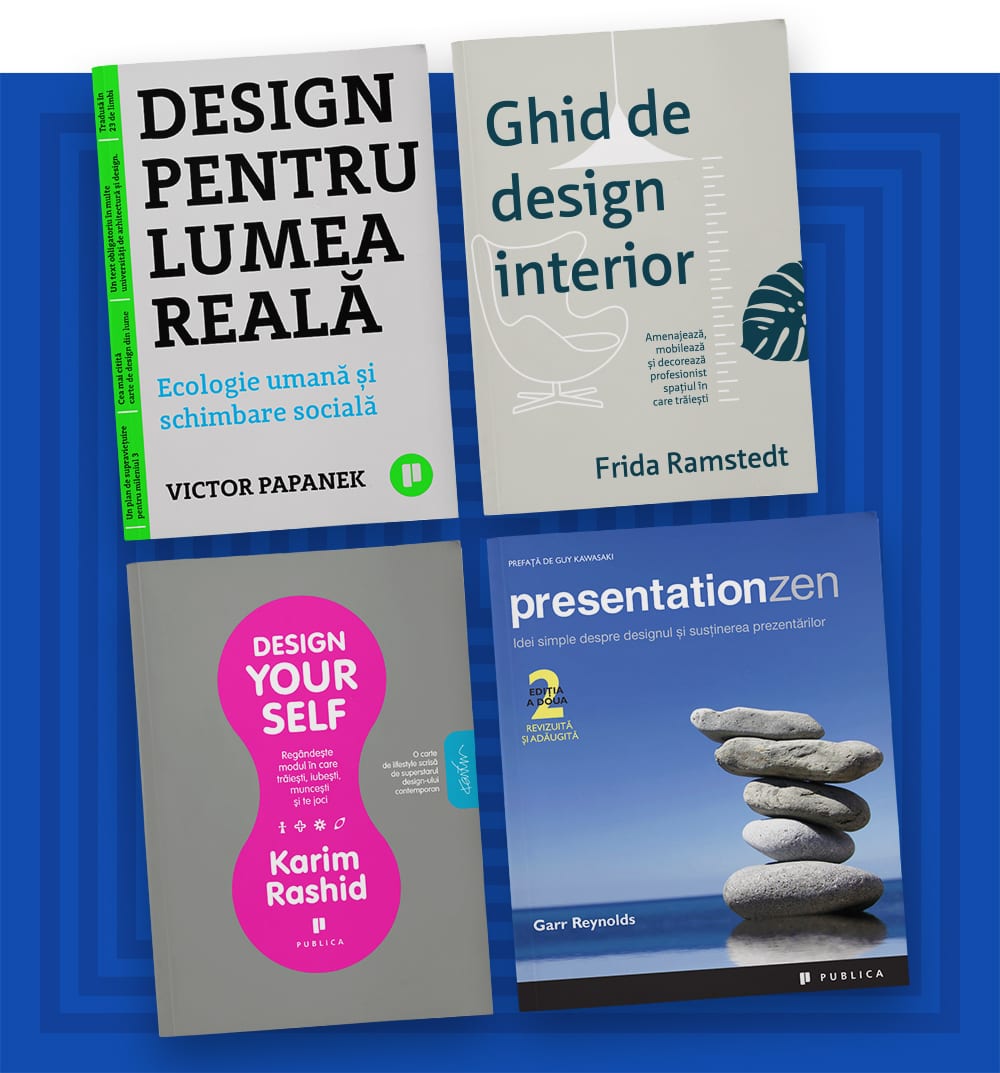 Tradusă în
23 de limbi
Un text obligatoriu în multe
universități de arhitectură și design.
Cea mai citită
carte de design din lume
Un plan de supraviețuire
pentru mileniul 3
DESIGN
PENTRU
LUMEA
REALĂ
Ecologie umană și
schimbare socială
VICTOR PAPANEK
Ghid de
design
interior
Amenajează,
mobilează
și decorează
profesionist
spațiul în
care trăiești
Frida Ramstedt
DESIGN
YOUR
SELF
Regândește
modul în care
trăiești, iubești,
muncești
și te joci
Karim
Rashid
PUBLICA
O carte
de lifestyle scrisă
de superstarul
design-ului
contemporan
Karim
PREFAȚĂ DE GUY KAWASAKI
presentationzen
Idei simple despre designul și susținerea prezentărilor
2
EDIȚIA
A DOUA
REVIZUITĂ
ȘI ADĂUGITĂ
Garr Reynolds
PUBLICA